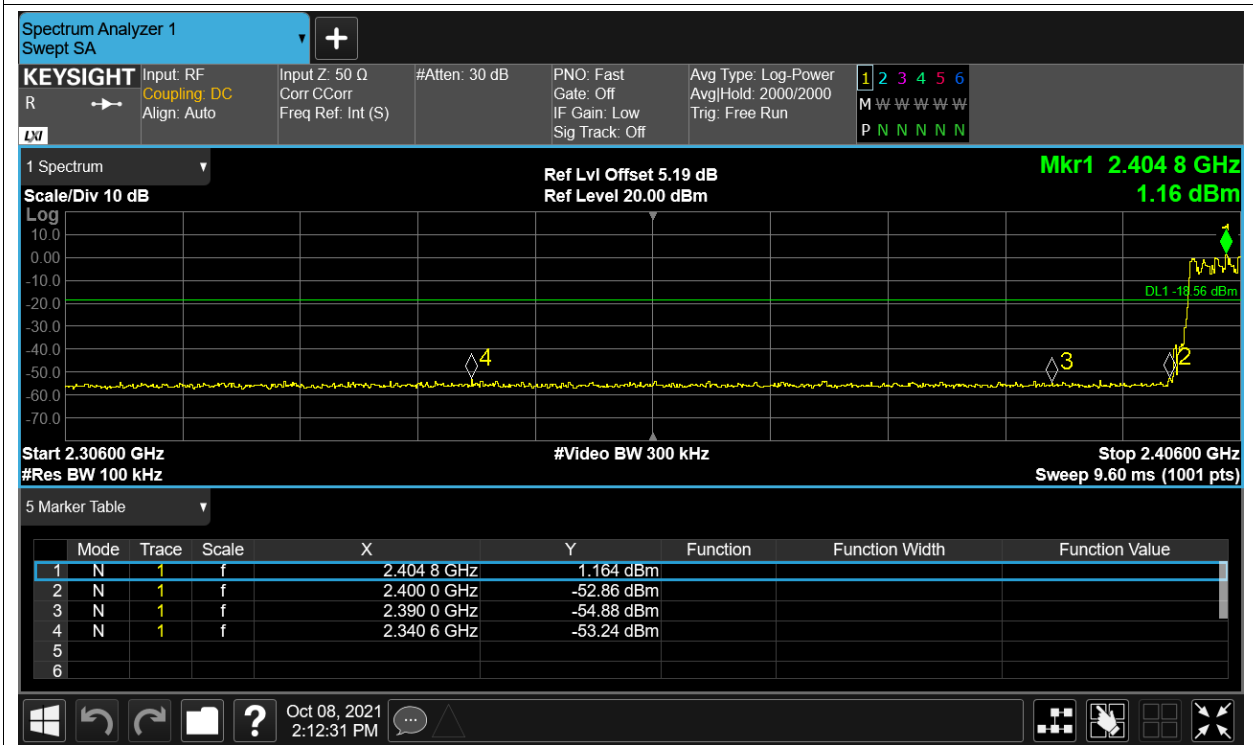 Spectrum Analyzer 1
Swept SA
KEYSIGHT
R
LXI
Input: RF
Coupling: DC
Align: Auto
Input Z: 50 Ω
Corr CCorr
Freq Ref: Int (S)
#Atten: 30 dB
PNO: Fast
Gate: Off
IF Gain: Low
Sig Track: Off
Avg Type: Log-Power
Avg|Hold: 2000/2000
Trig: Free Run
1 2 3 4 5 6
M W W W W W
P N N N N N
1 Spectrum
Scale/Div 10 dB
Ref Lvl Offset 5.19 dB
Ref Level 20.00 dBm
Mkr1 2.404 8 GHz
1.16 dBm
Log
10.0
0.00
-10.0
-20.0
-30.0
-40.0
-50.0
-60.0
-70.0
1
DL1 -18.56 dBm
4
3
2
Start 2.30600 GHz
#Res BW 100 kHz
#Video BW 300 kHz
Stop 2.40600 GHz
Sweep 9.60 ms (1001 pts)
5 Marker Table
Mode Trace Scale X Y Function Function Width Function Value
1 N 1 f 2.404 8 GHz 1.164 dBm
2 N 1 f 2.400 0 GHz -52.86 dBm
3 N 1 f 2.390 0 GHz -54.88 dBm
4 N 1 f 2.340 6 GHz -53.24 dBm
5
6
?
Oct 08, 2021
2:12:31 PM